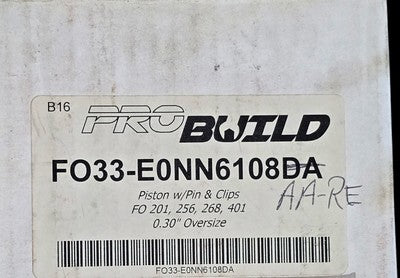 B16
PRO BUILD
FO33-E0NN6108DA
AA-RE
Piston w/Pin & Clips
FO 201, 256, 268, 401
0.30" Oversize
FO33-E0NN6108DA